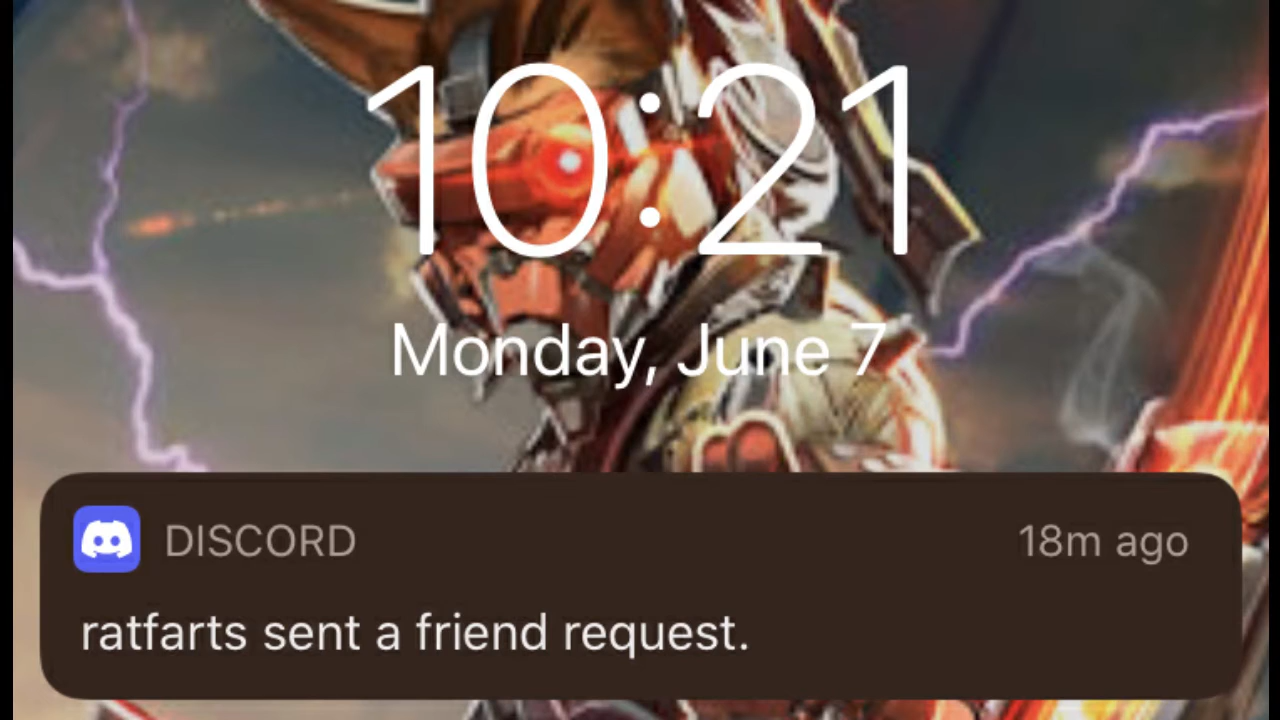 10:21
Monday, June 7
DISCORD 18m ago
ratfarts sent a friend request.